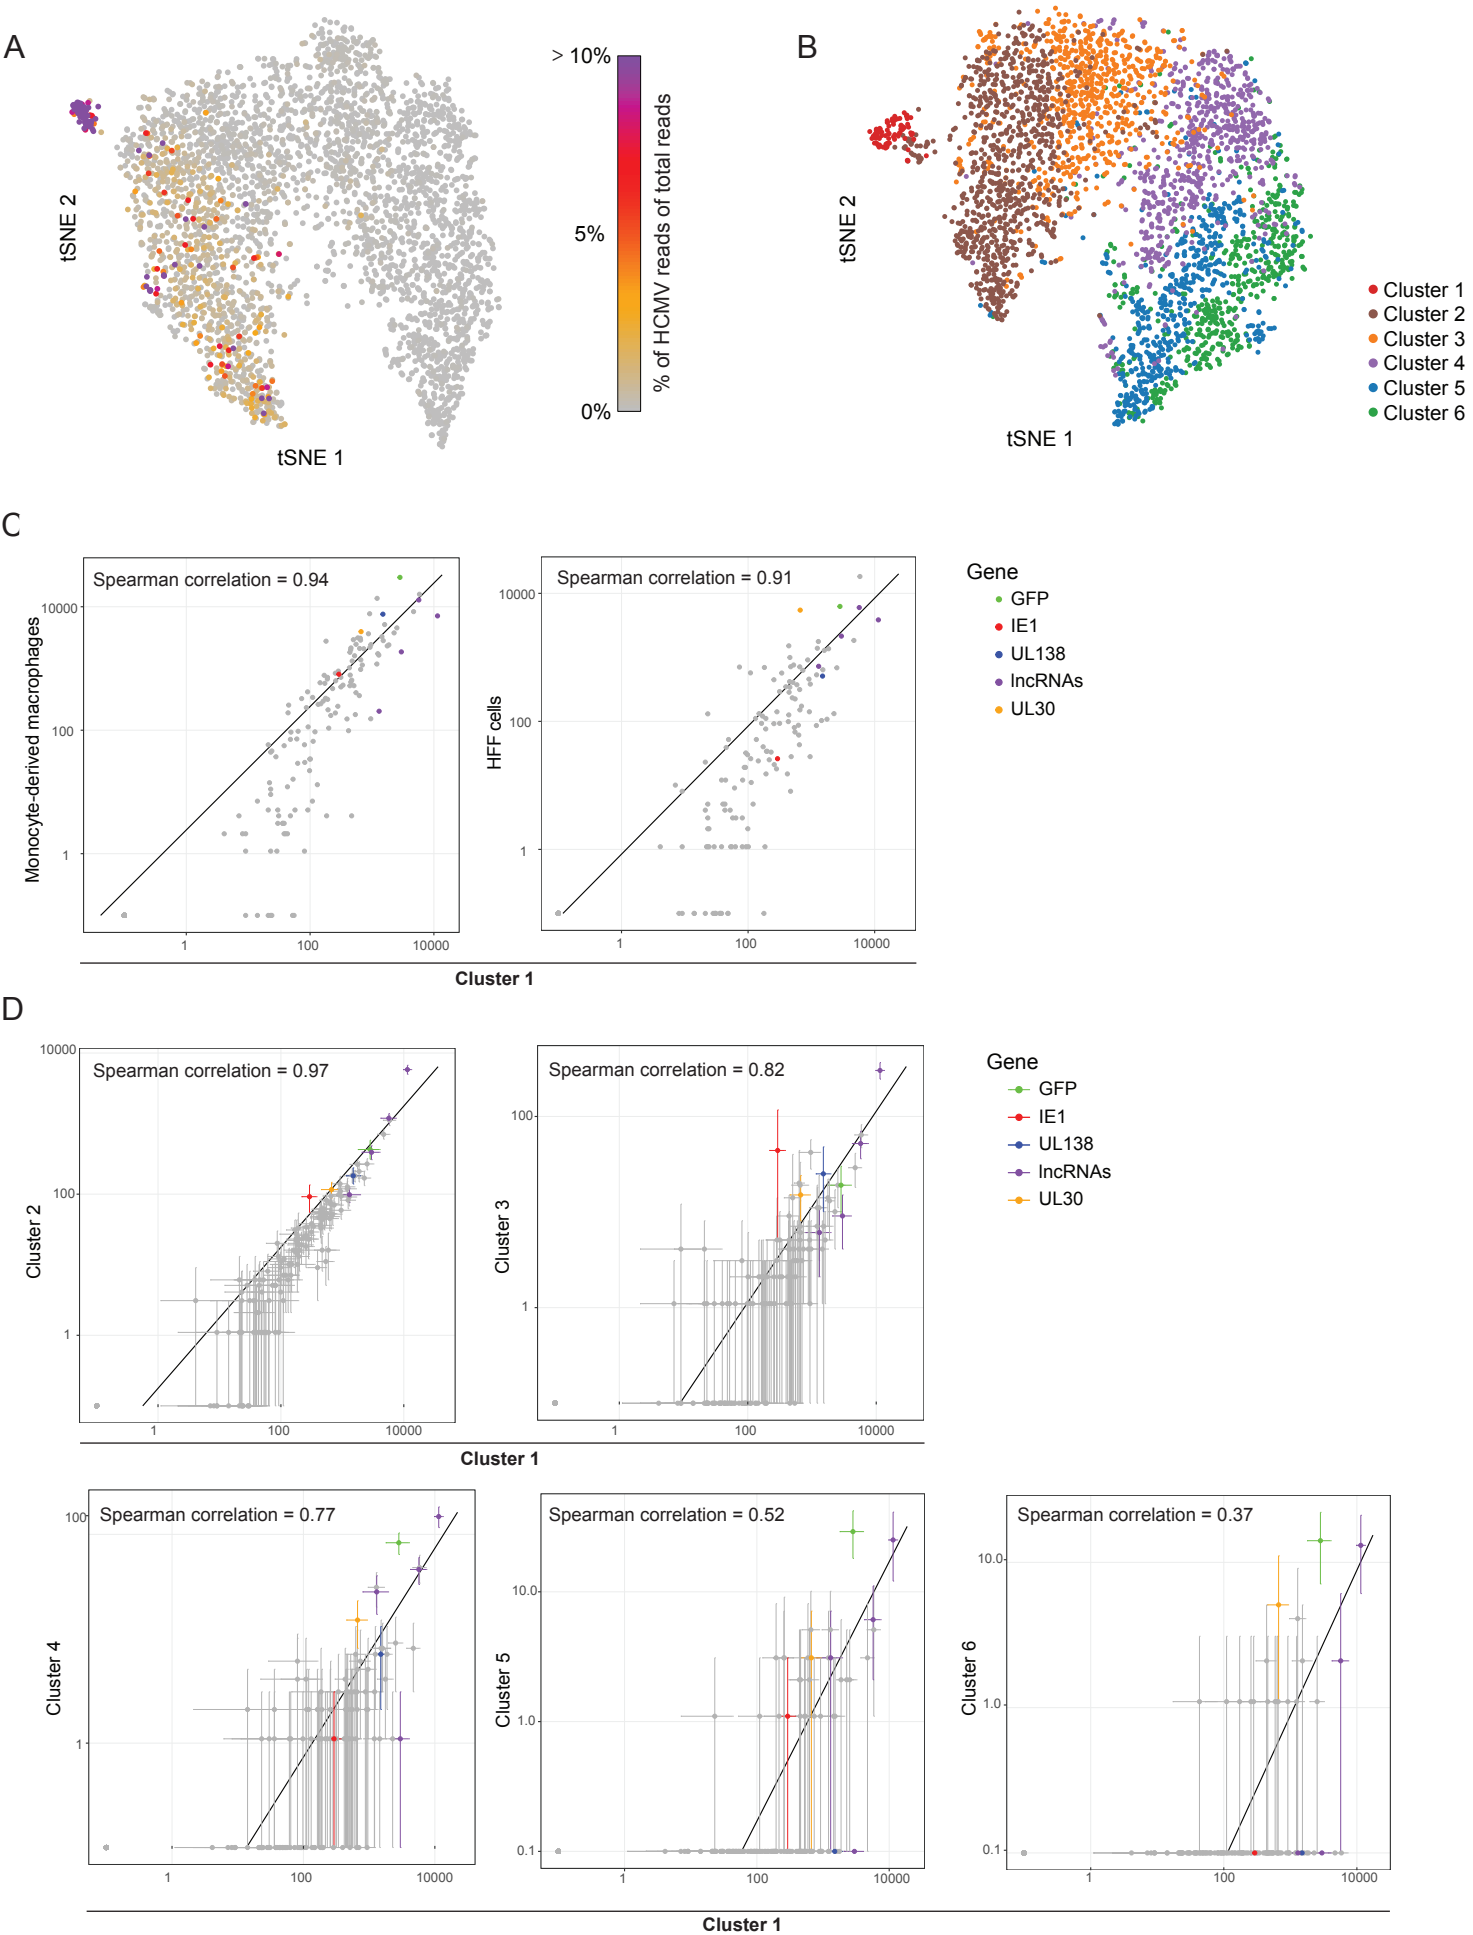 A
> 10%
5%
0%
% of HCMV reads of total reads
tSNE 2
tSNE 1
B
tSNE 2
tSNE 1
Cluster 1
Cluster 2
Cluster 3
Cluster 4
Cluster 5
Cluster 6
C
Spearman correlation = 0.94
Monocyte-derived macrophages
10000
100
1
1 100 10000
Spearman correlation = 0.91
HFF cells
10000
100
1
1 100 10000
Cluster 1
Gene
GFP
IE1
UL138
lncRNAs
UL30
D
Spearman correlation = 0.97
Cluster 2
10000
100
1
1 100 10000
Spearman correlation = 0.82
Cluster 3
100
1
1 100 10000
Cluster 1
Gene
GFP
IE1
UL138
lncRNAs
UL30
Spearman correlation = 0.77
Cluster 4
100
1
1 100 10000
Spearman correlation = 0.52
Cluster 5
10.0
1.0
0.1
1 100 10000
Spearman correlation = 0.37
Cluster 6
10.0
1.0
0.1
1 100 10000
Cluster 1